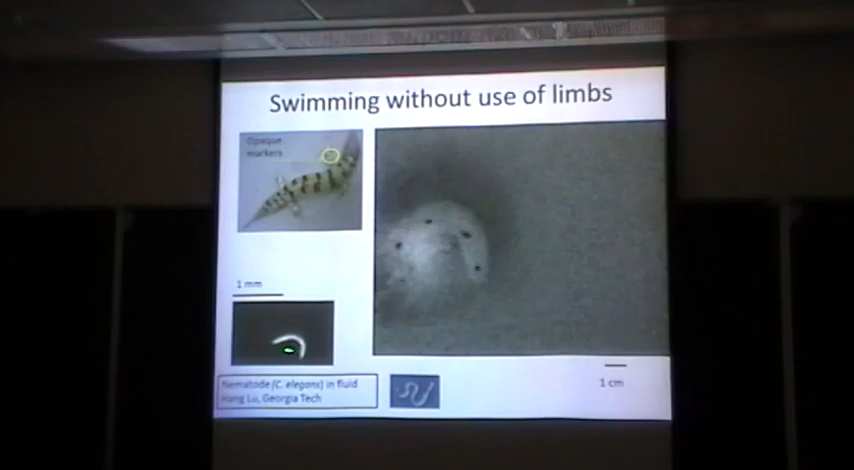 Swimming without use of limbs
Opaque
markers
1 mm
Nematode (C. elegans) in fluid
Hang Lu, Georgia Tech
1 cm